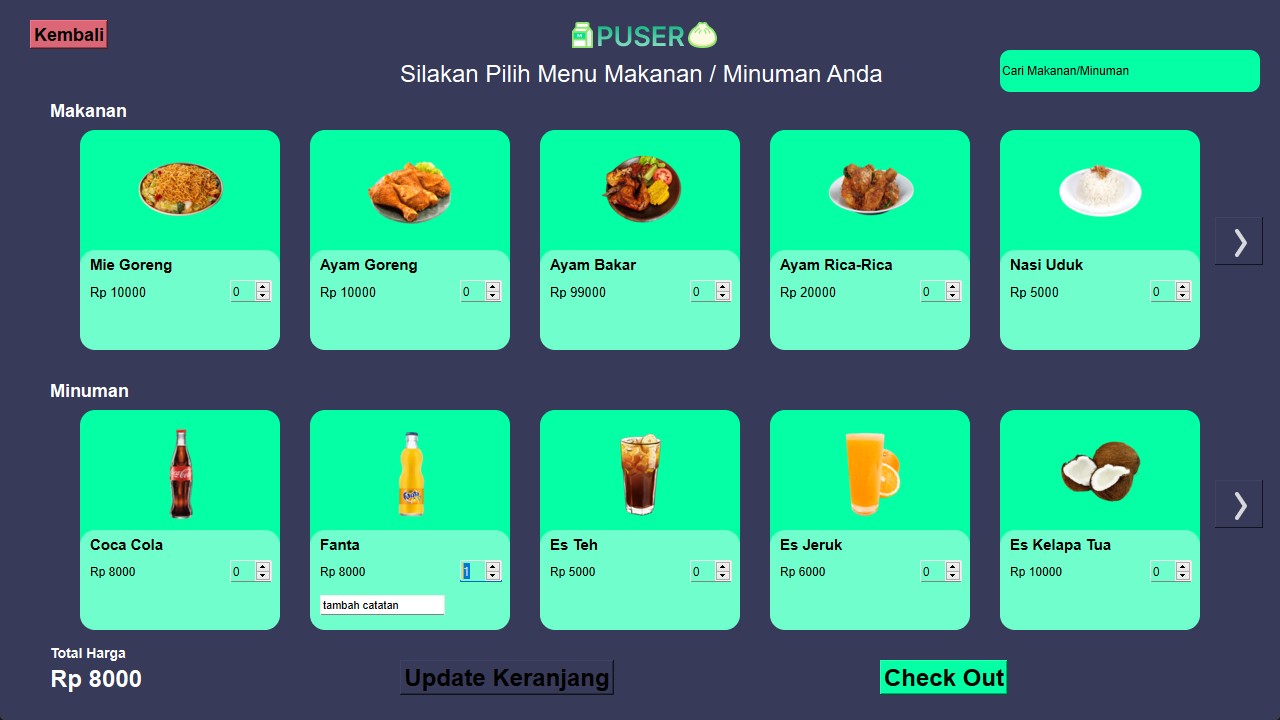 Kembali
PUSER
Silakan Pilih Menu Makanan / Minuman Anda
Cari Makanan/Minuman
Makanan
Mie Goreng
Rp 10000
0
Ayam Goreng
Rp 10000
0
Ayam Bakar
Rp 99000
0
Ayam Rica-Rica
Rp 20000
0
Nasi Uduk
Rp 5000
0
Minuman
Coca Cola
Rp 8000
0
Fanta
Rp 8000
1
tambah catatan
Es Teh
Rp 5000
0
Es Jeruk
Rp 6000
0
Es Kelapa Tua
Rp 10000
0
Total Harga
Rp 8000
Update Keranjang
Check Out